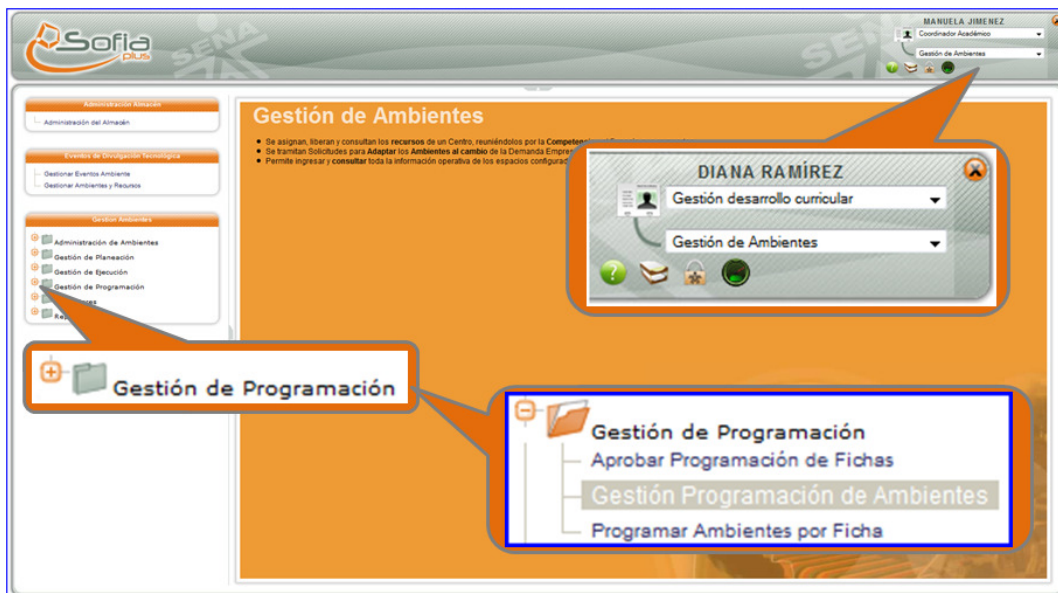 Sofia
plus
SENA
SENA
MANUELA JIMENEZ
Coordinador Académico
Gestión de Ambientes
Administración Almacén
Administración del Almacén
Eventos de Divulgación Tecnológica
Gestionar Eventos Ambiente
Gestionar Ambientes y Recursos
Gestion Ambientes
Administración de Ambientes
Gestión de Planeación
Gestión de Ejecución
Gestión de Programación
Gestión de Ambientes
Se asignan, liberan y consultan los recursos de un Centro, reuniéndolos por la
Se tramitan Solicitudes para Adaptar los Ambientes al cambio de la Demanda
Permite ingresar y consultar toda la información operativa de los espacios
DIANA RAMÍREZ
Gestión desarrollo curricular
Gestión de Ambientes
Gestión de Programación
Gestión de Programación
Aprobar Programación de Fichas
Gestión Programación de Ambientes
Programar Ambientes por Ficha